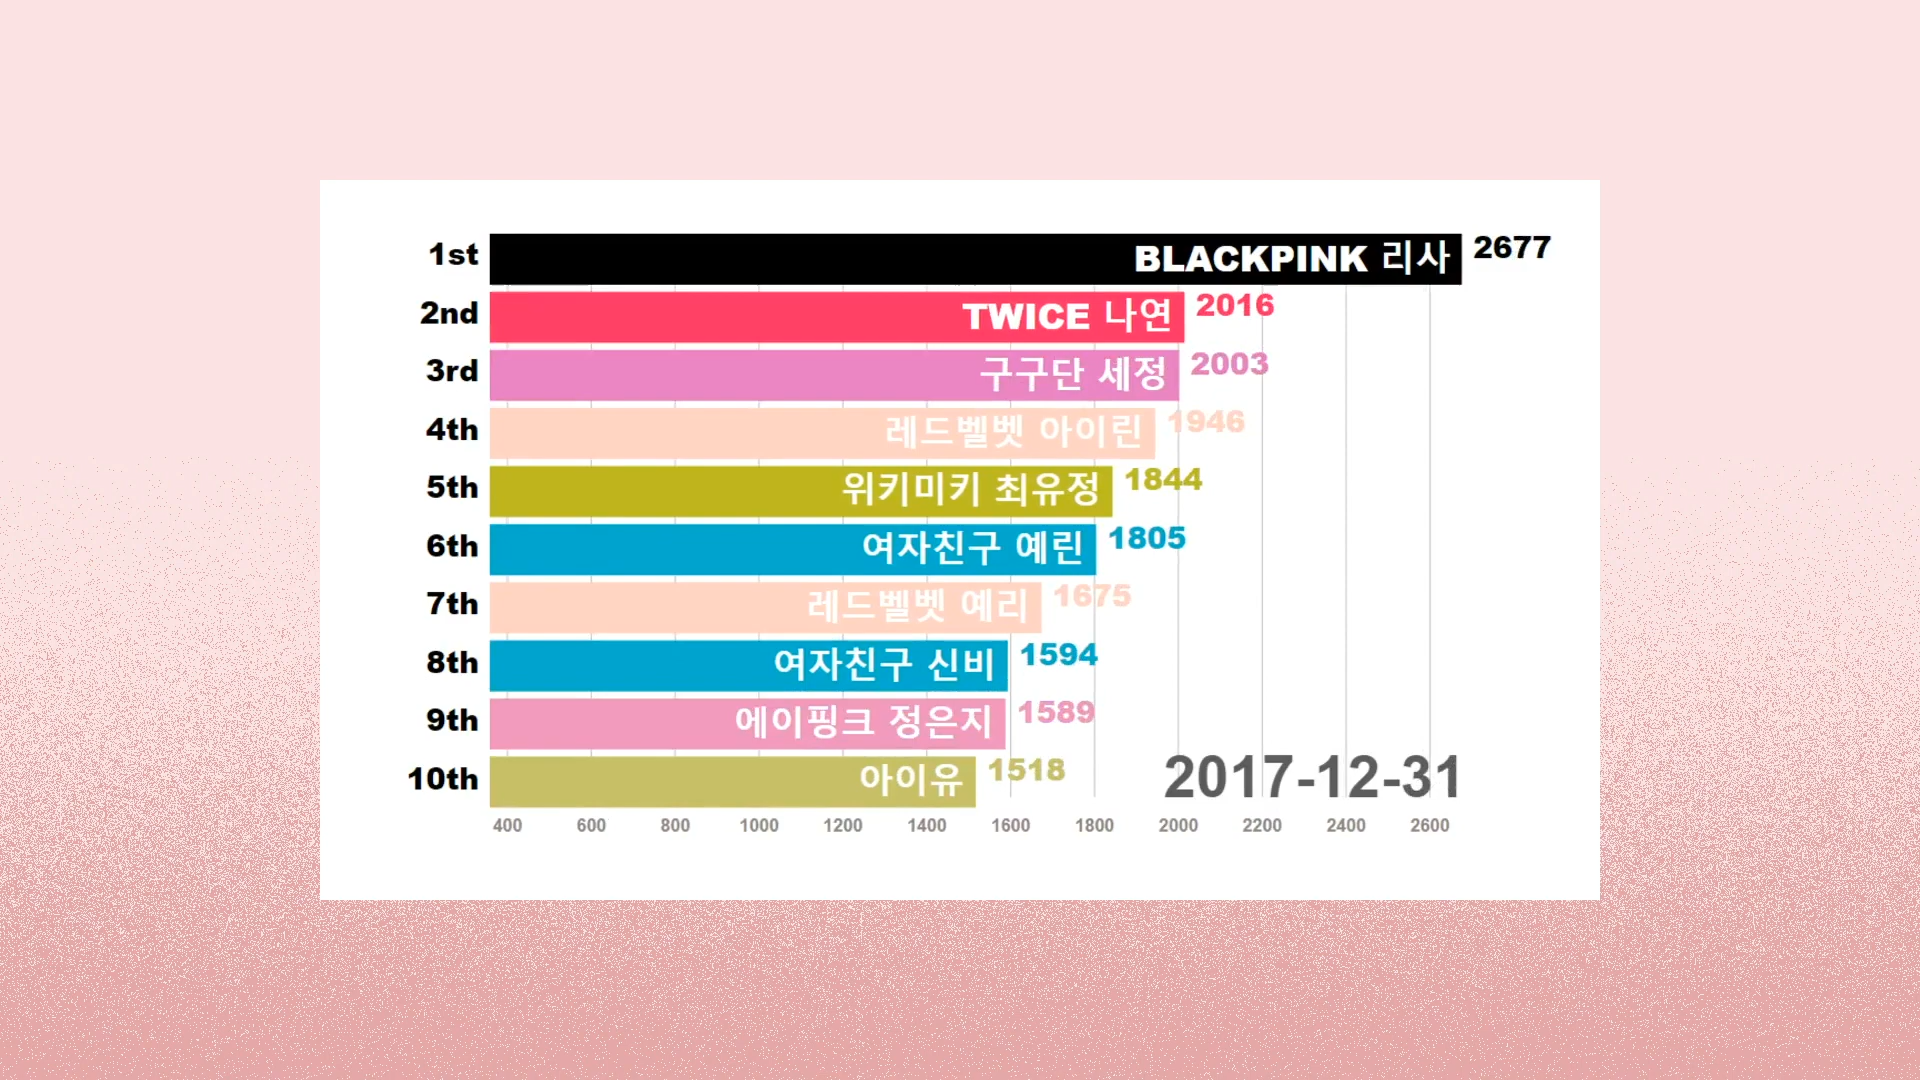 1st BLACKPINK 리사 2677
2nd TWICE 나연 2016
3rd 구구단 세정 2003
4th 레드벨벳 아이린 1946
5th 위키미키 최유정 1844
6th 여자친구 예린 1805
7th 레드벨벳 예리 1675
8th 여자친구 신비 1594
9th 에이핑크 정은지 1589
10th 아이유 1518
2017-12-31
400 600 800 1000 1200 1400 1600 1800 2000 2200 2400 2600